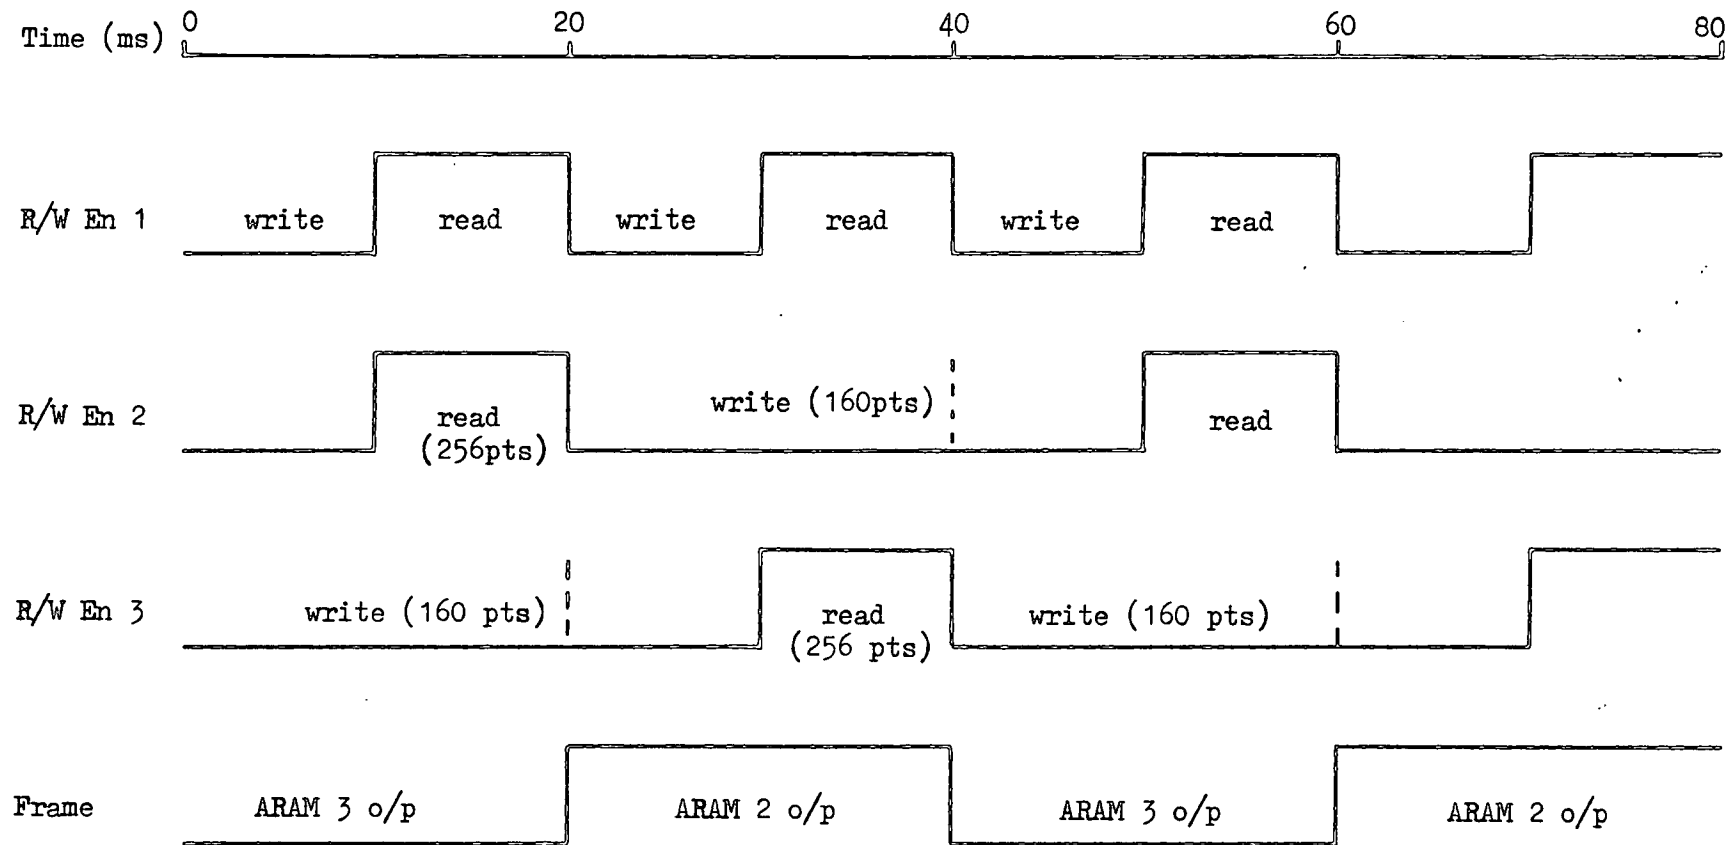 Time (ms) 0 20 40 60 80
R/W En 1 write read write read write read
R/W En 2 read (256pts) write (160pts) read
R/W En 3 write (160 pts) read (256 pts) write (160 pts)
Frame ARAM 3 o/p ARAM 2 o/p ARAM 3 o/p ARAM 2 o/p